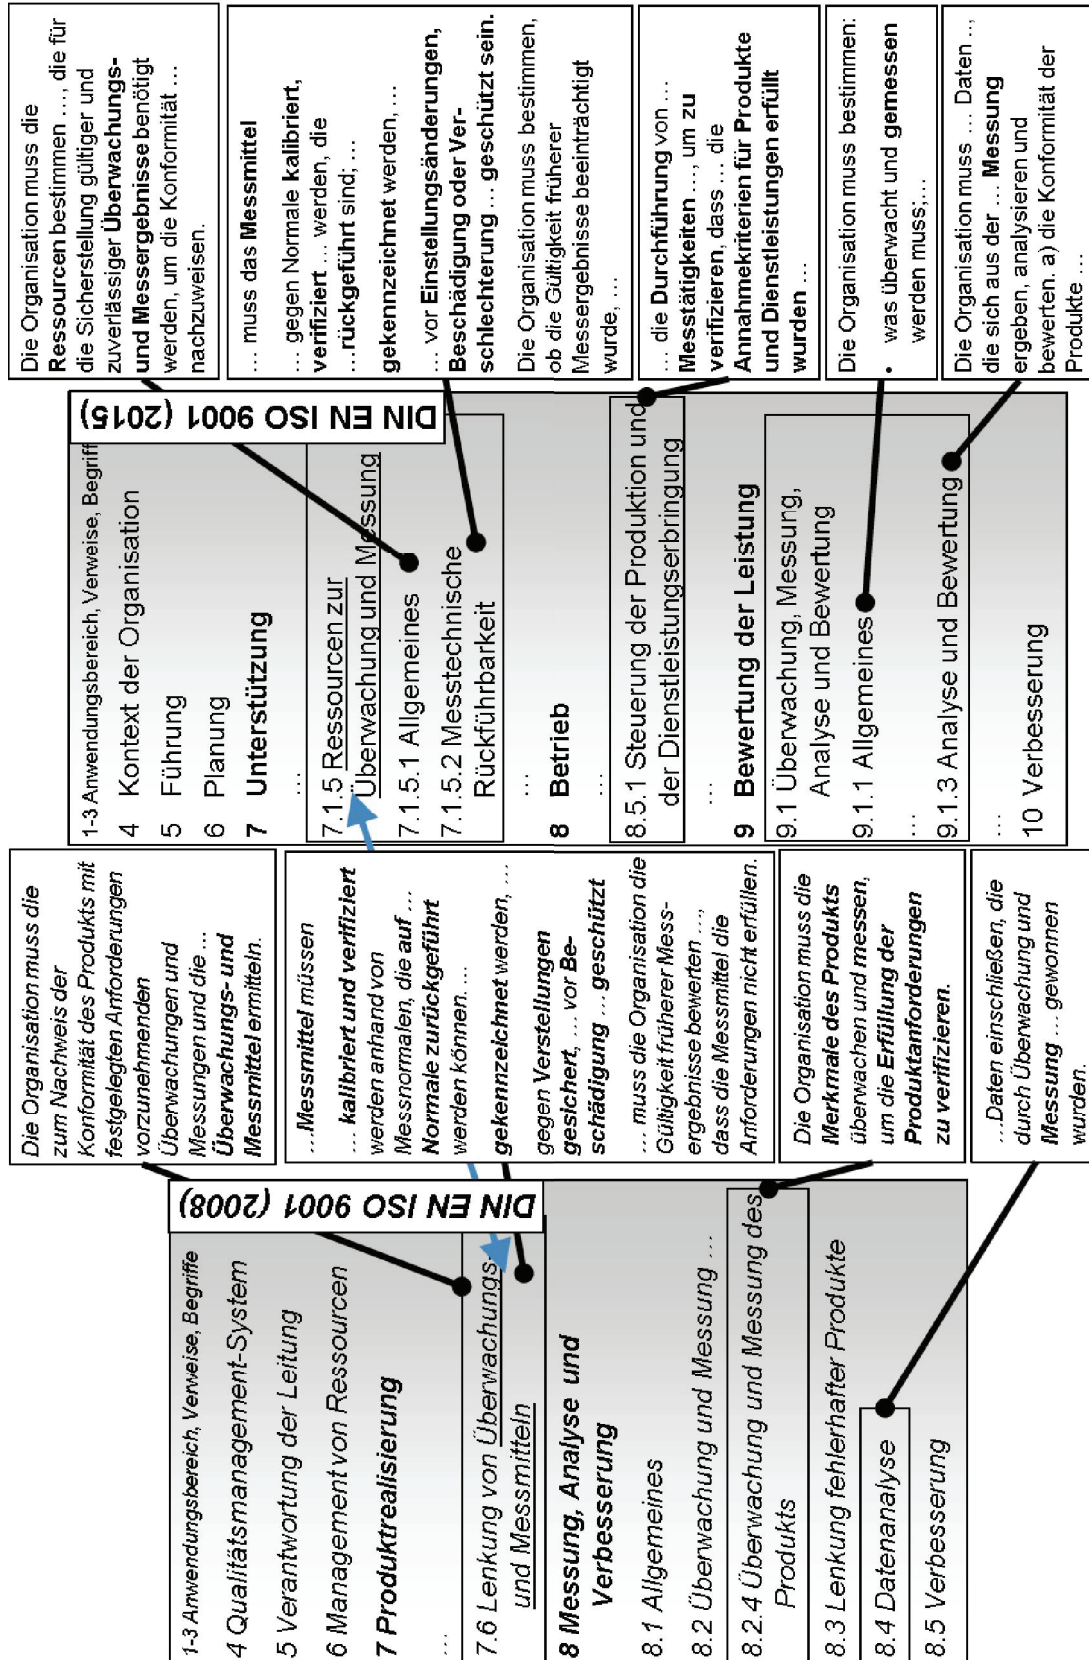 DIN EN ISO 9001 (2008)
1-3 Anwendungsbereich, Verweise, Begriffe
4 Qualitätsmanagement-System
5 Verantwortung der Leitung
6 Management von Ressourcen
7 Produktrealisierung
…
7.6 Lenkung von Überwachungs-
und Messmitteln
8 Messung, Analyse und
Verbesserung
8.1 Allgemeines
8.2 Überwachung und Messung …
8.2.4 Überwachung und Messung des
Produkts
8.3 Lenkung fehlerhafter Produkte
8.4 Datenanalyse
8.5 Verbesserung
Die Organisation muss die
zum Nachweis der
Konformität des Produkts mit
festgelegten Anforderungen
vorzunehmenden
Überwachungen und
Messungen und die …
Überwachungs- und
Messmittel ermitteln.
…Messmittel müssen
… kalibriert und verifiziert
werden anhand von
Messnormalen, die auf …
Normale zurückgeführt
werden können. …
gekennzeichnet werden, …
gegen Verstellungen
gesichert, … vor Be-
schädigung … geschützt
… muss die Organisation die
Gültigkeit früherer Mess-
ergebnisse bewerten …,
dass die Messmittel die
Anforderungen nicht erfüllen.
Die Organisation muss die
Merkmale des Produkts
überwachen und messen,
um die Erfüllung der
Produktanforderungen
zu verifizieren.
…Daten einschließen, die
durch Überwachung und
Messung … gewonnen
wurden.
DIN EN ISO 9001 (2015)
1-3 Anwendungsbereich, Verweise, Begriff
4 Kontext der Organisation
5 Führung
6 Planung
7 Unterstützung
…
7.1.5 Ressourcen zur
Überwachung und Messung
7.1.5.1 Allgemeines
7.1.5.2 Messtechnische
Rückführbarkeit
…
8 Betrieb
…
8.5.1 Steuerung der Produktion und
der Dienstleistungserbringung
…
9 Bewertung der Leistung
9.1 Überwachung, Messung,
Analyse und Bewertung
9.1.1 Allgemeines
…
9.1.3 Analyse und Bewertung
…
10 Verbesserung
Die Organisation muss die
Ressourcen bestimmen …, die für
die Sicherstellung gültiger und
zuverlässiger Überwachungs-
und Messergebnisse benötigt
werden, um die Konformität …
nachzuweisen.
… muss das Messmittel
… gegen Normale kalibriert,
verifiziert … werden, die
…rückgeführt sind; …
gekennzeichnet werden, …
… vor Einstellungsänderungen,
Beschädigung oder Ver-
schlechterung … geschützt sein.
Die Organisation muss bestimmen,
ob die Gültigkeit früherer
Messergebnisse beeinträchtigt
wurde, …
… die Durchführung von …
Messtätigkeiten …, um zu
verifizieren, dass … die
Annahmekriterien für Produkte
und Dienstleistungen erfüllt
wurden …
Die Organisation muss bestimmen:
• was überwacht und gemessen
werden muss;…
Die Organisation muss … Daten ..,
die sich aus der … Messung
ergeben, analysieren und
bewerten. a) die Konformität der
Produkte …